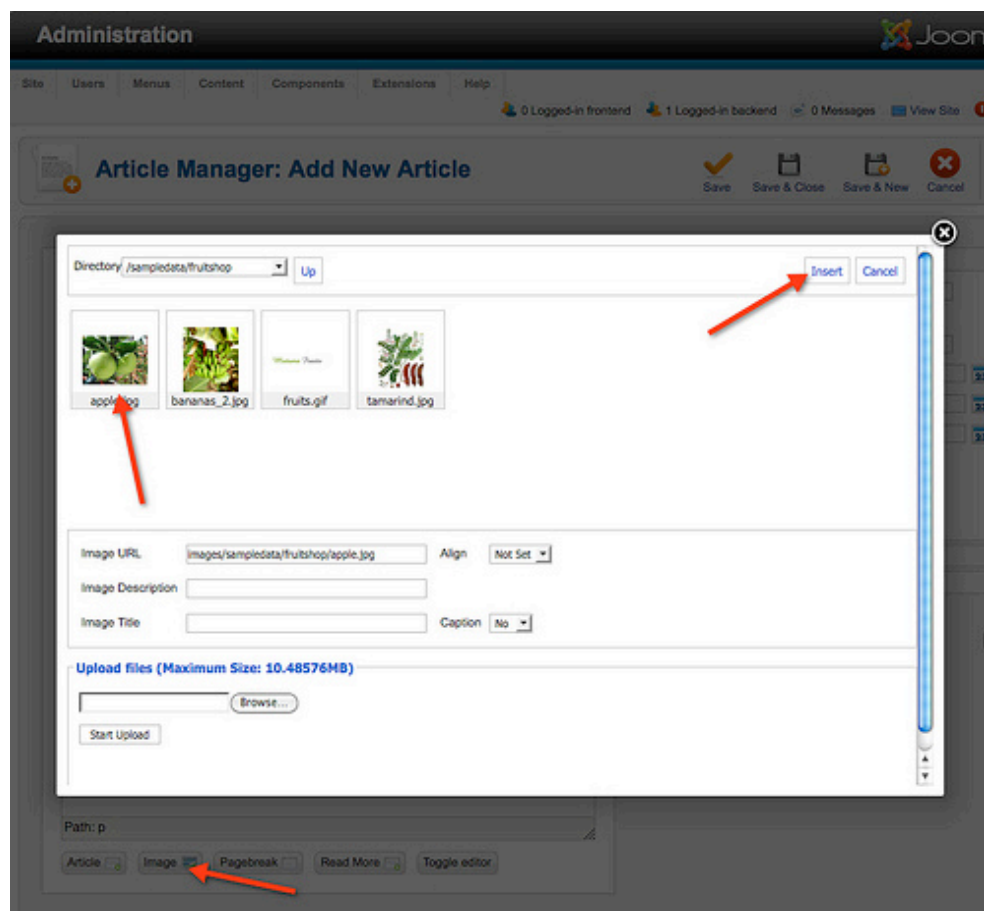 Administration
Joom
Site Users Menus Content Components Extensions Help
0 Logged-in frontend 1 Logged-in backend 0 Messages View Site
Article Manager: Add New Article
Save Save & Close Save & New Cancel
Directory /sampledata/fruitshop Up Insert Cancel
apple.jpg bananas_2.jpg fruits.gif tamarind.jpg
Image URL images/sampledata/fruitshop/apple.jpg Align Not Set
Image Description
Image Title Caption No
Upload files (Maximum Size: 10.48576MB)
Browse...
Start Upload
Path: p
Article Image Pagebreak Read More Toggle editor